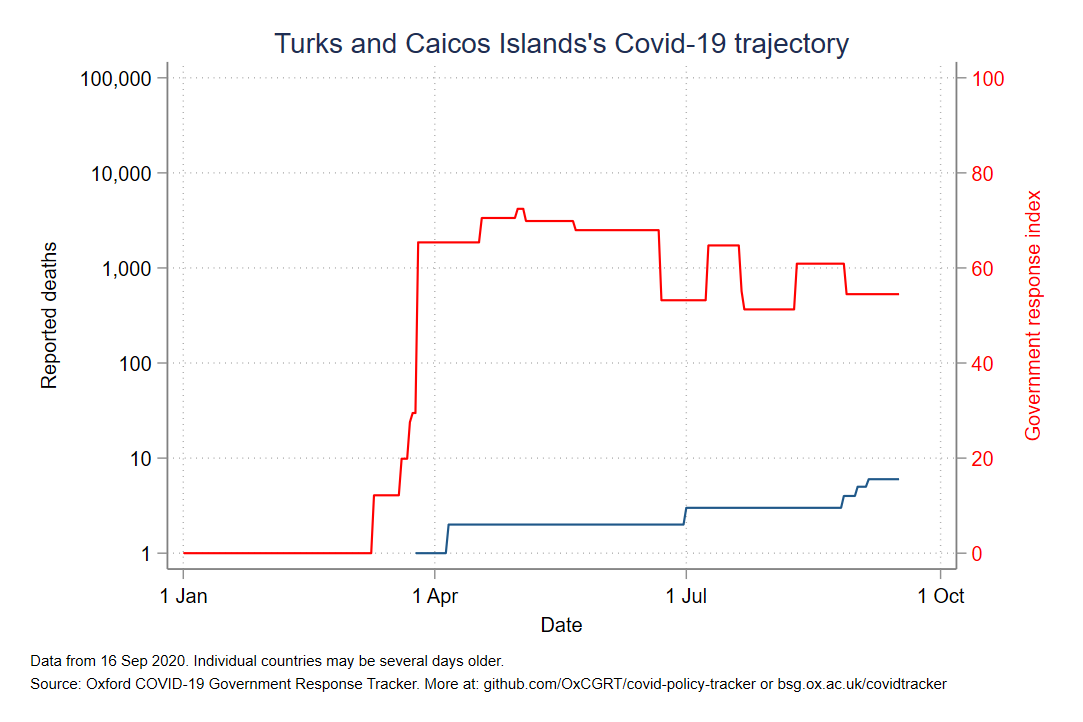 Turks and Caicos Islands's Covid-19 trajectory
100,000
10,000
1,000
100
10
1
Reported deaths
100
80
60
40
20
0
Government response index
1 Jan
1 Apr
1 Jul
1 Oct
Date
Data from 16 Sep 2020. Individual countries may be several days older.
Source: Oxford COVID-19 Government Response Tracker. More at: github.com/OxCGRT/covid-policy-tracker or bsg.ox.ac.uk/covidtracker